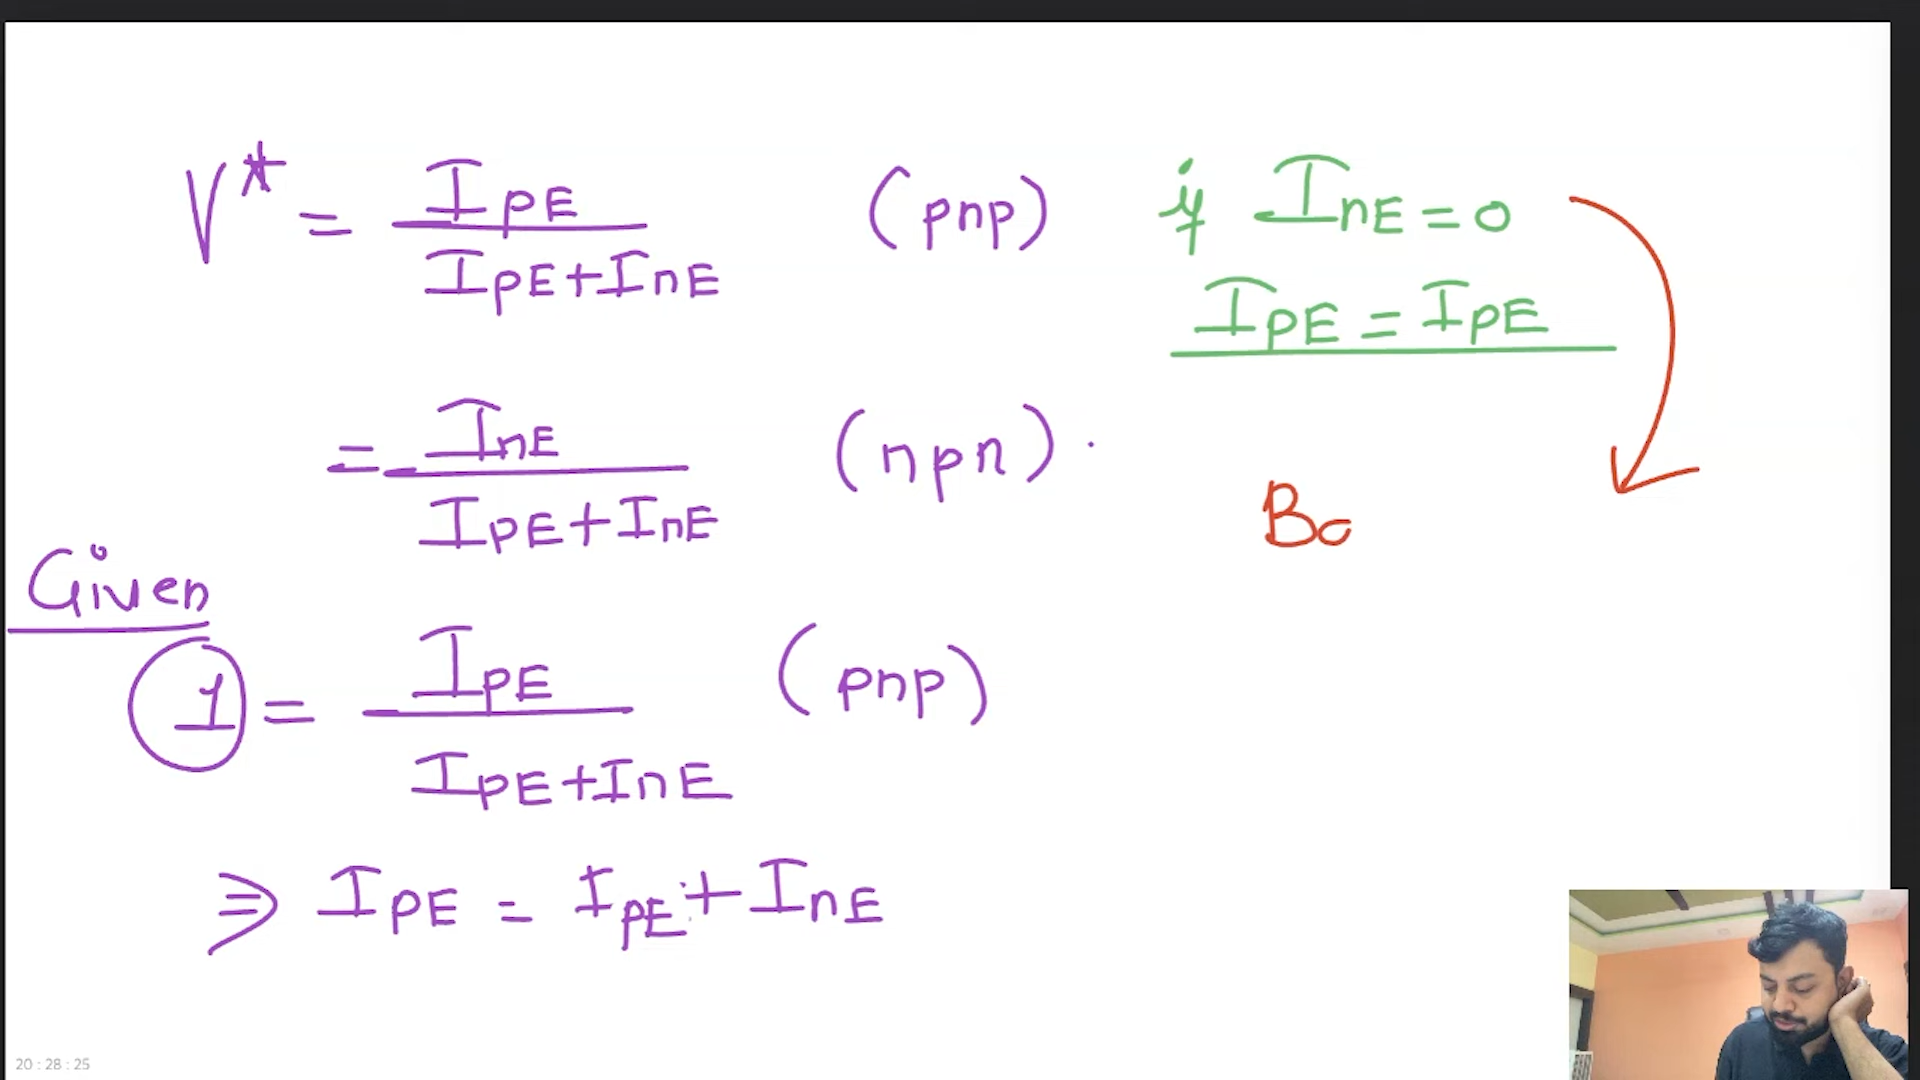 V* = IpE / IpE+InE (pnp)
if InE = 0
IpE = IpE
= InE / IpE+InE (npn)
Ba
Given
1 = IpE / IpE+InE (pnp)
⇒ IpE = IpE+InE
20 : 28 : 25